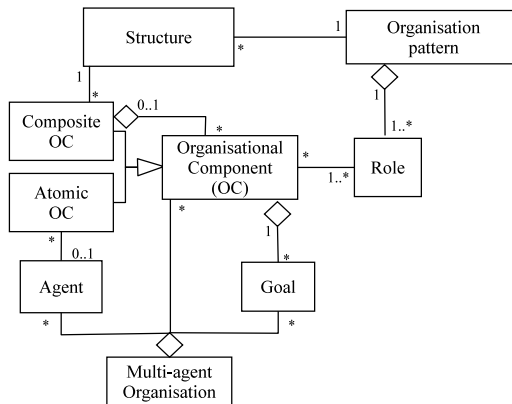 Structure
1
*
Organisation
pattern
1
*
1
1..*
0..1
*
Composite
OC
Organisational
Component
(OC)
*
1..*
Role
Atomic
OC
*
0..1
*
1
*
Agent
*
Goal
*
Multi-agent
Organisation